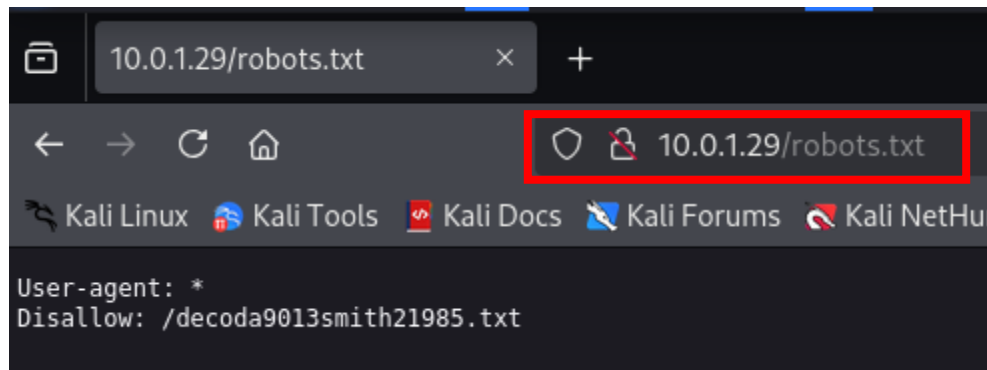 10.0.1.29/robots.txt
10.0.1.29/robots.txt
Kali Linux Kali Tools Kali Docs Kali Forums Kali NetHu
User-agent: *
Disallow: /decoda9013smith21985.txt